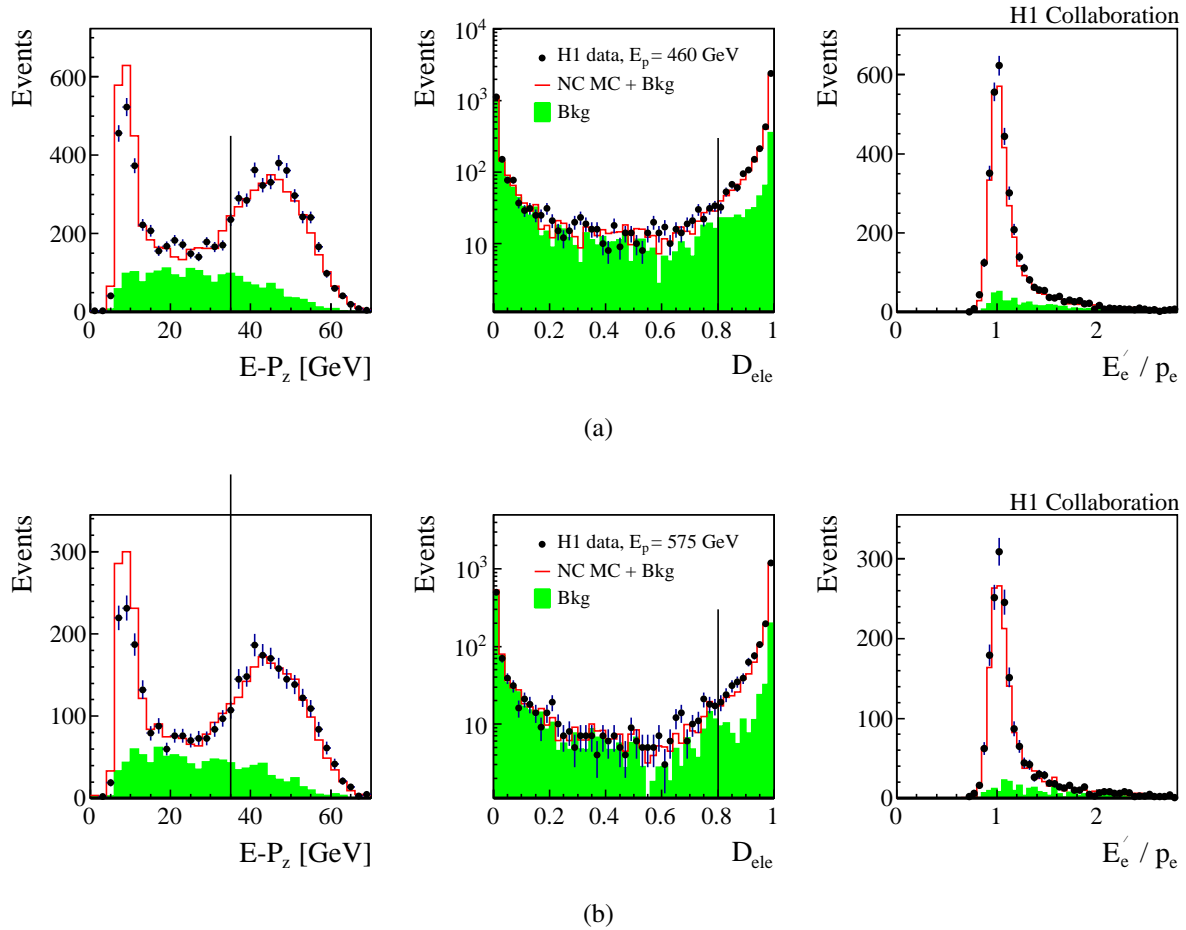 H1 Collaboration
Events
600
400
200
0
0 20 40 60
E-P_z [GeV]
Events
10^4
10^3
10^2
10
H1 data, E_p = 460 GeV
NC MC + Bkg
Bkg
0 0.2 0.4 0.6 0.8 1
D_ele
Events
600
400
200
0
0 1 2
E_e′ / p_e
(a)
H1 Collaboration
Events
300
200
100
0
0 20 40 60
E-P_z [GeV]
Events
10^3
10^2
10
H1 data, E_p = 575 GeV
NC MC + Bkg
Bkg
0 0.2 0.4 0.6 0.8 1
D_ele
Events
300
200
100
0
0 1 2
E_e′ / p_e
(b)